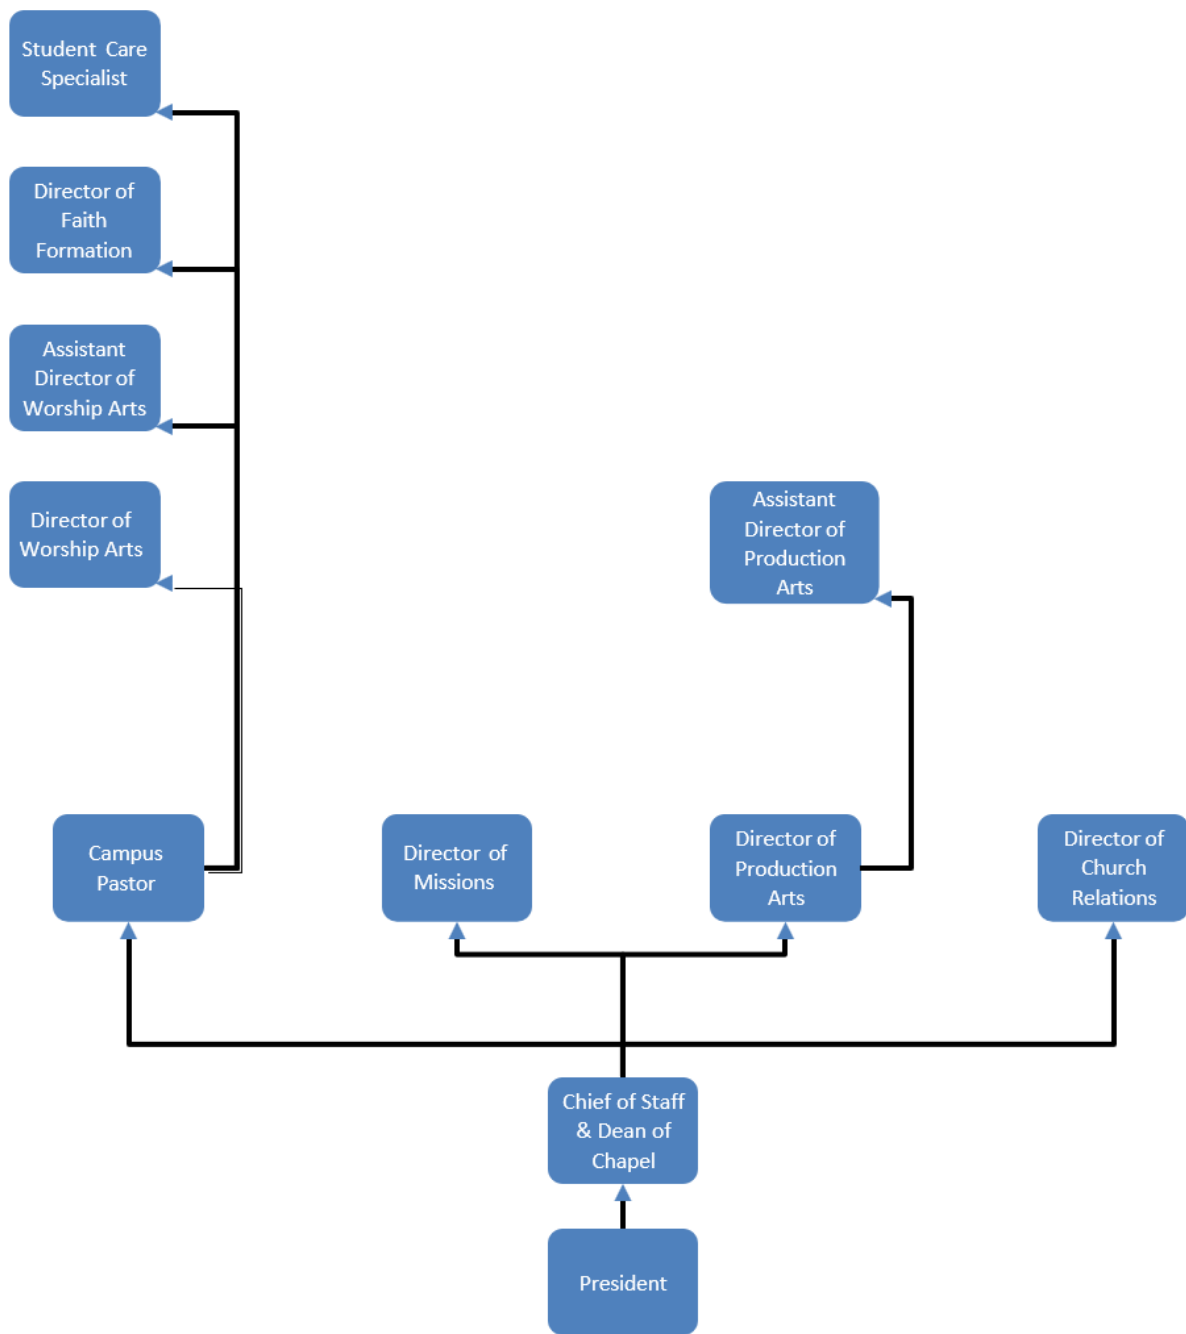 Student Care
Specialist
Director of
Faith
Formation
Assistant
Director of
Worship Arts
Director of
Worship Arts
Assistant
Director of
Production
Arts
Campus
Pastor
Director of
Missions
Director of
Production
Arts
Director of
Church
Relations
Chief of Staff
& Dean of
Chapel
President